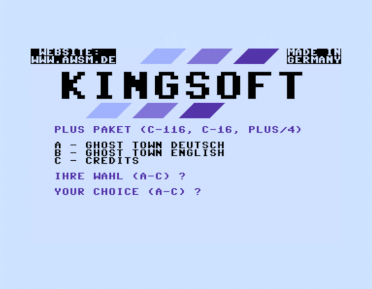 WEBSITE:
WWW.AWSM.DE
MADE IN
GERMANY
KINGSOFT
PLUS PAKET (C-116, C-16, PLUS/4)
A - GHOST TOWN DEUTSCH
B - GHOST TOWN ENGLISH
C - CREDITS
IHRE WAHL (A-C) ?
YOUR CHOICE (A-C) ?